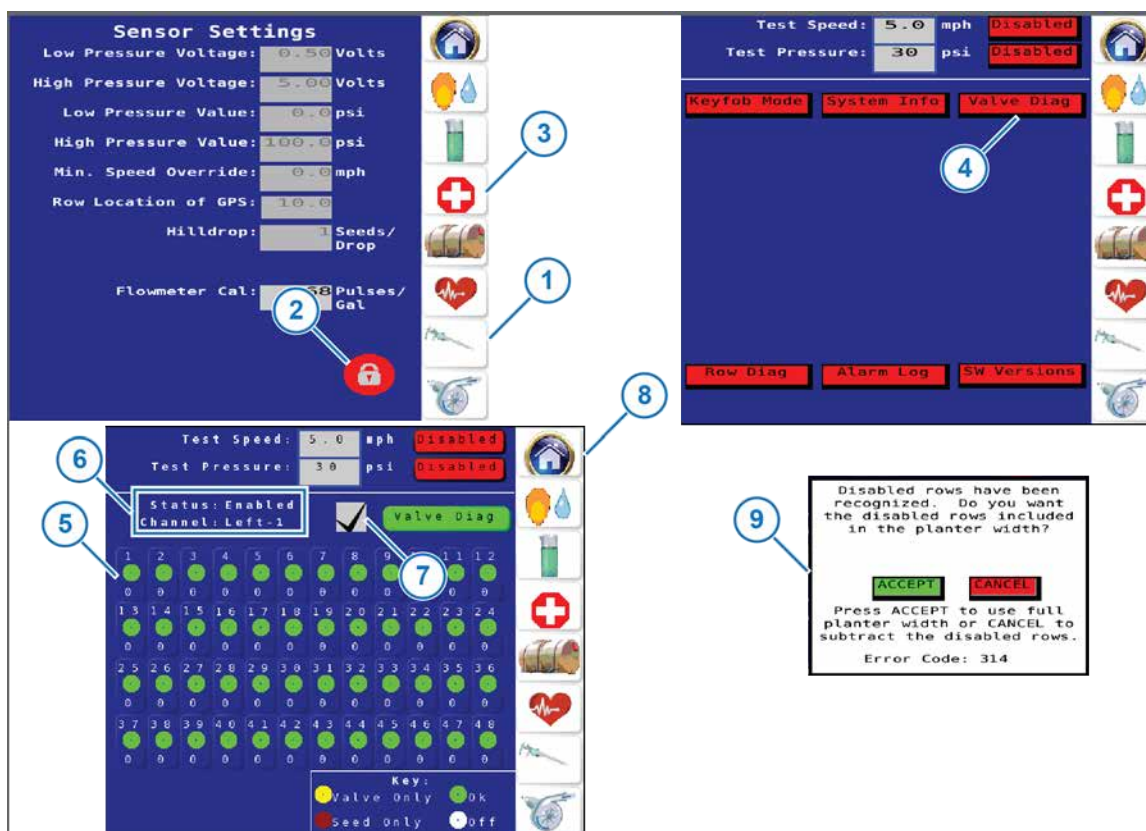 Sensor Settings
Low Pressure Voltage: 0.50 Volts
High Pressure Voltage: 5.00 Volts
Low Pressure Value: 0.0 psi
High Pressure Value: 100.0 psi
Min. Speed Override: 0.0 mph
Row Location of GPS: 10.0
Hilldrop: 1 Seeds/
Drop
Flowmeter Cal: 68 Pulses/
Gal
2
3
1
Test Speed: 5.0 mph Disabled
Test Pressure: 30 psi Disabled
Keyfob Mode System Info Valve Diag
4
Row Diag Alarm Log SW Versions
8
Test Speed: 5.0 mph Disabled
Test Pressure: 30 psi Disabled
6
Status: Enabled
Channel: Left-1
Valve Diag
5
7
1 2 3 4 5 6 7 8 9 11 12
0 0 0 0 0 0 0 0 0 0 0
13 14 15 16 17 18 19 20 21 22 23 24
0 0 0 0 0 0 0 0 0 0 0 0
25 26 27 28 29 30 31 32 33 34 35 36
0 0 0 0 0 0 0 0 0 0 0 0
37 38 39 40 41 42 43 44 45 46 47 48
0 0 0 0 0 0 0 0 0 0 0 0
Key:
Valve Only Ok
Seed Only Off
9
Disabled rows have been
recognized. Do you want
the disabled rows included
in the planter width?
ACCEPT CANCEL
Press ACCEPT to use full
planter width or CANCEL to
subtract the disabled rows.
Error Code: 314